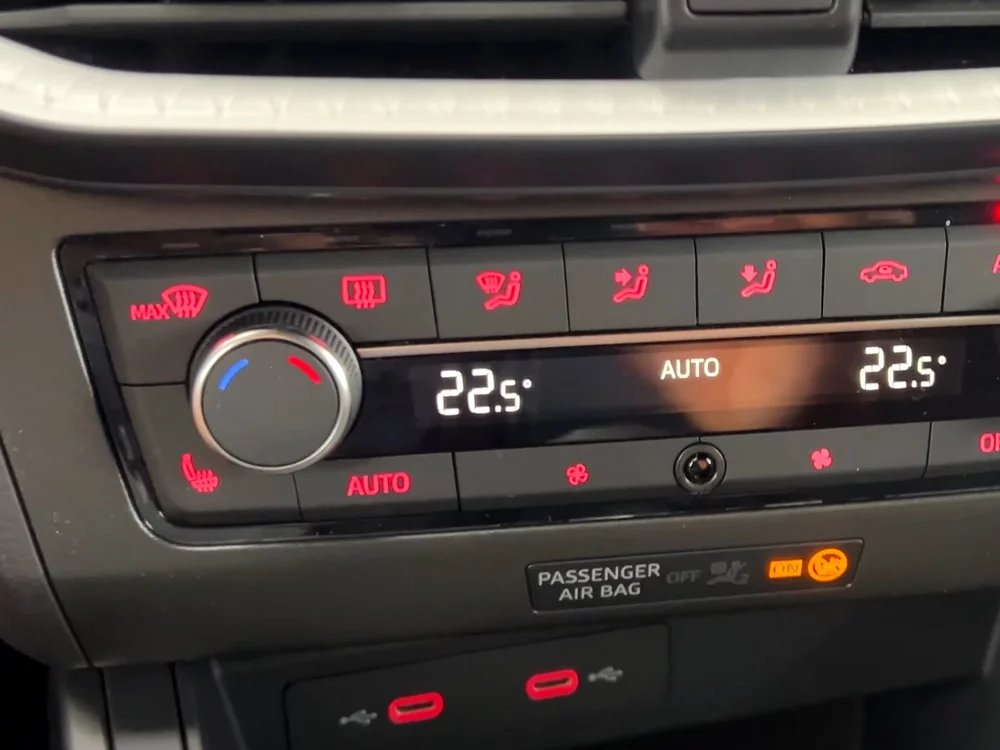 MAX
22.5°
AUTO
22.5°
AUTO
PASSENGER
AIR BAG
OFF
ON